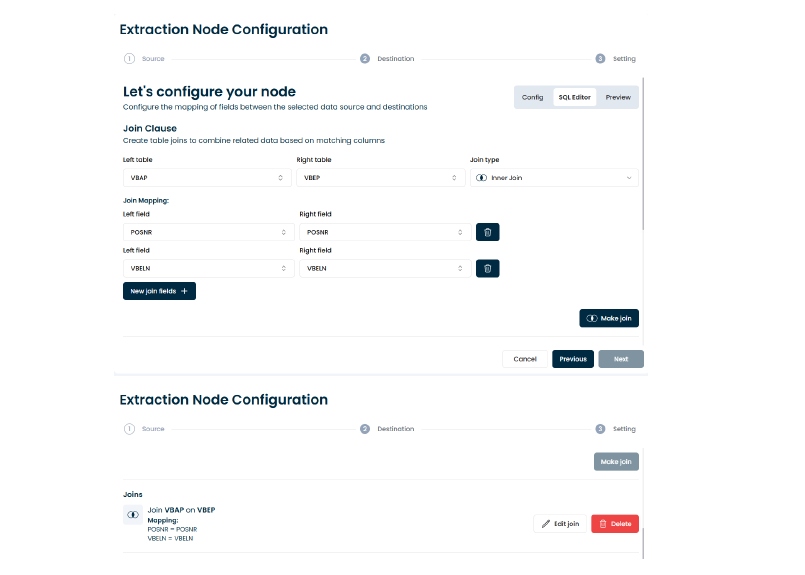 Extraction Node Configuration
1 Source 2 Destination 3 Setting
Let's configure your node
Configure the mapping of fields between the selected data source and destinations
Config SQL Editor Preview
Join Clause
Create table joins to combine related data based on matching columns
Left table Right table Join type
VBAP VBEP Inner Join
Join Mapping:
Left field Right field
POSNR POSNR
Left field Right field
VBELN VBELN
New join fields +
Make join
Cancel Previous Next
Extraction Node Configuration
1 Source 2 Destination 3 Setting
Make join
Joins
Join VBAP on VBEP
Mapping:
POSNR = POSNR
VBELN = VBELN
Edit join Delete